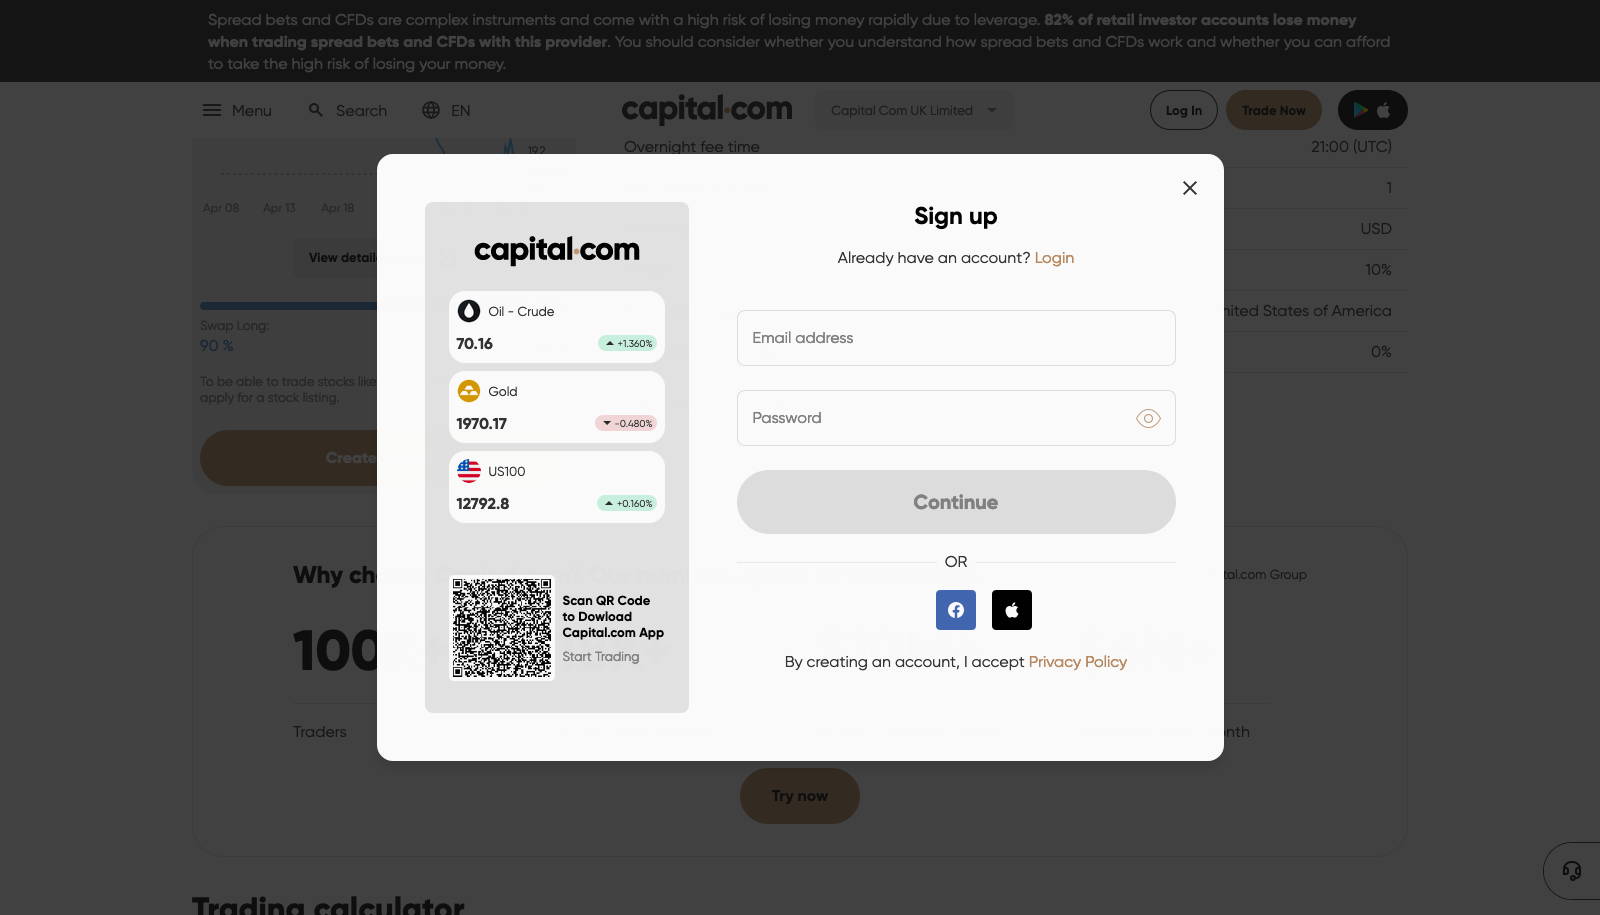 Spread bets and CFDs are complex instruments and come with a high risk of losing money rapidly due to leverage. 82% of retail investor accounts lose money
when trading spread bets and CFDs with this provider. You should consider whether you understand how spread bets and CFDs work and whether you can afford
to take the high risk of losing your money.
Menu
Search
EN
capital.com
Capital Com UK Limited
Log In
Trade Now
192
Overnight fee time
21:00 (UTC)
Apr 08
Apr 13
Apr 18
1
USD
10%
nited States of America
0%
View detail
Swap Long:
90 %
To be able to trade stocks like
apply for a stock listing.
Create
capital.com
Oil - Crude
70.16
+1.360%
Gold
1970.17
-0.480%
US100
12792.8
+0.160%
Scan QR Code
to Dowload
Capital.com App
Start Trading
Sign up
Already have an account? Login
Email address
Password
Continue
OR
By creating an account, I accept Privacy Policy
Why ch
tal.com Group
100
Traders
nth
Try now
Trading calculator